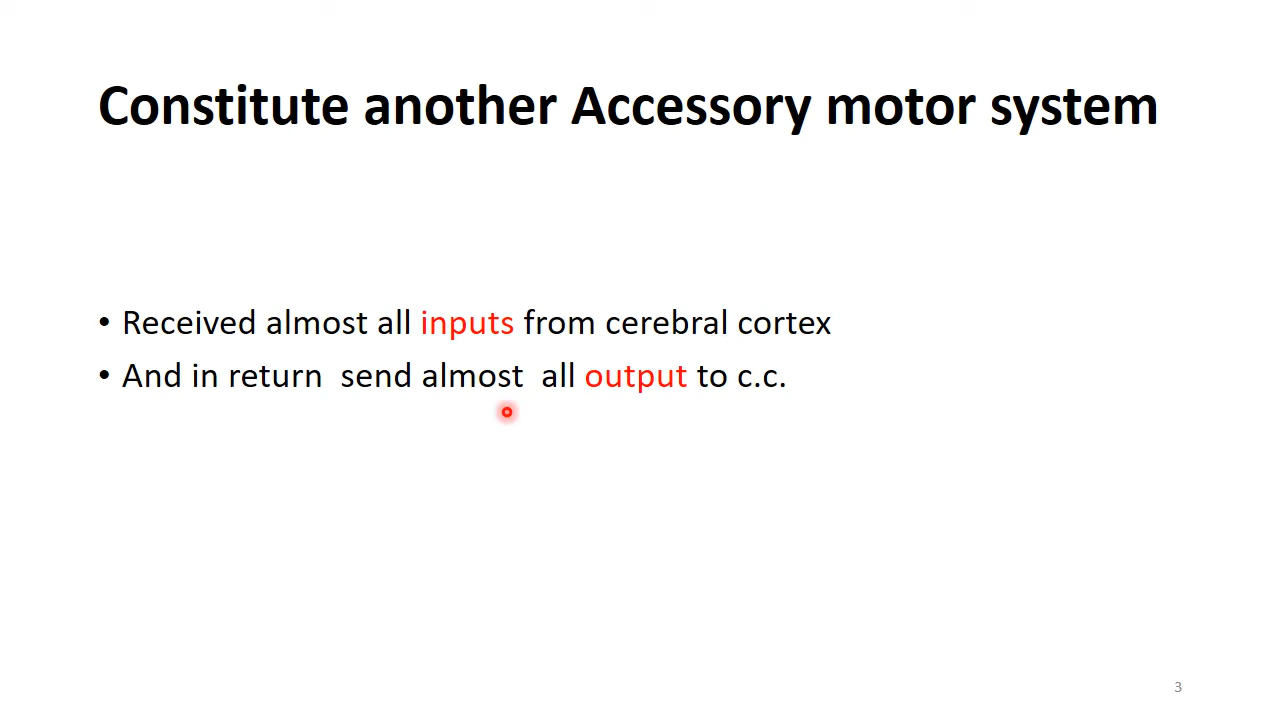 Constitute another Accessory motor system
• Received almost all inputs from cerebral cortex
• And in return  send almost  all output to c.c.
3